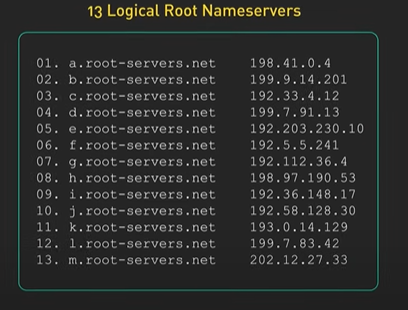 13 Logical Root Nameservers
01. a.root-servers.net 198.41.0.4
02. b.root-servers.net 199.9.14.201
03. c.root-servers.net 192.33.4.12
04. d.root-servers.net 199.7.91.13
05. e.root-servers.net 192.203.230.10
06. f.root-servers.net 192.5.5.241
07. g.root-servers.net 192.112.36.4
08. h.root-servers.net 198.97.190.53
09. i.root-servers.net 192.36.148.17
10. j.root-servers.net 192.58.128.30
11. k.root-servers.net 193.0.14.129
12. l.root-servers.net 199.7.83.42
13. m.root-servers.net 202.12.27.33